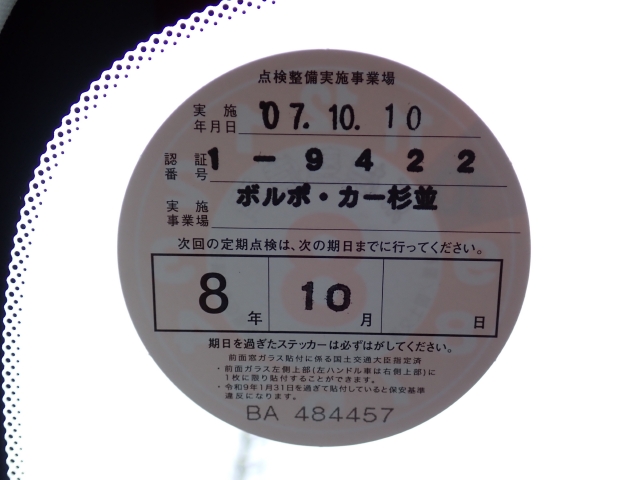 点検整備実施事業場
実施年月日 '07.10.10
認証番号 1-9422
実施事業場 ボルボ・カー杉並
次回の定期点検は、次の期日までに行ってください。
8年 10月 日
期日を過ぎたステッカーは必ずはがしてください。
前面窓ガラス貼付に係る国土交通大臣指定済
・前面ガラス左側上部(左ハンドル車は右側上部)に
1枚に限り貼付することができます。
・令和9年1月31日を過ぎて貼付していると保安基準
違反になります。
BA 484457